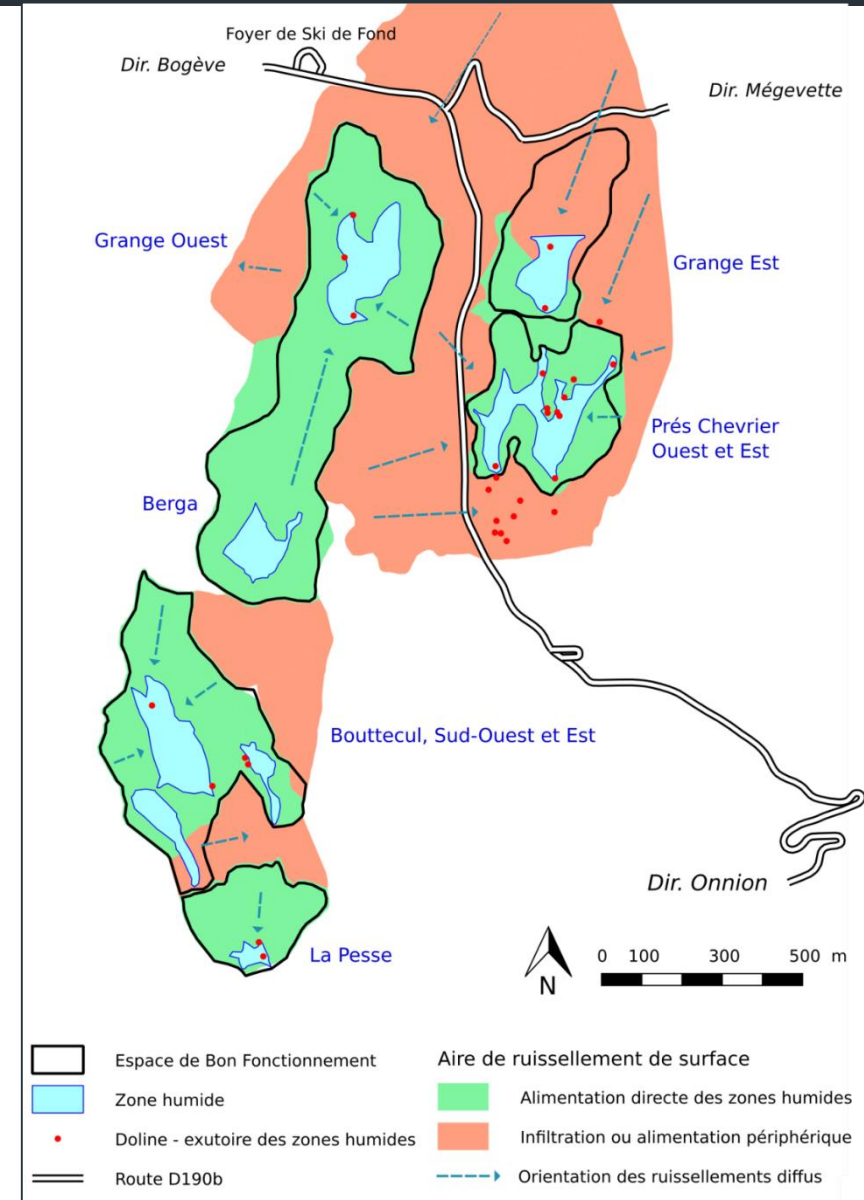 Foyer de Ski de Fond
Dir. Bogève
Dir. Mégevette
Grange Ouest
Grange Est
Prés Chevrier
Ouest et Est
Berga
Bouttecul, Sud-Ouest et Est
Dir. Onnion
La Pesse
0 100 300 500 m
N
Espace de Bon Fonctionnement
Zone humide
Doline - exutoire des zones humides
Route D190b
Aire de ruissellement de surface
Alimentation directe des zones humides
Infiltration ou alimentation périphérique
Orientation des ruissellements diffus